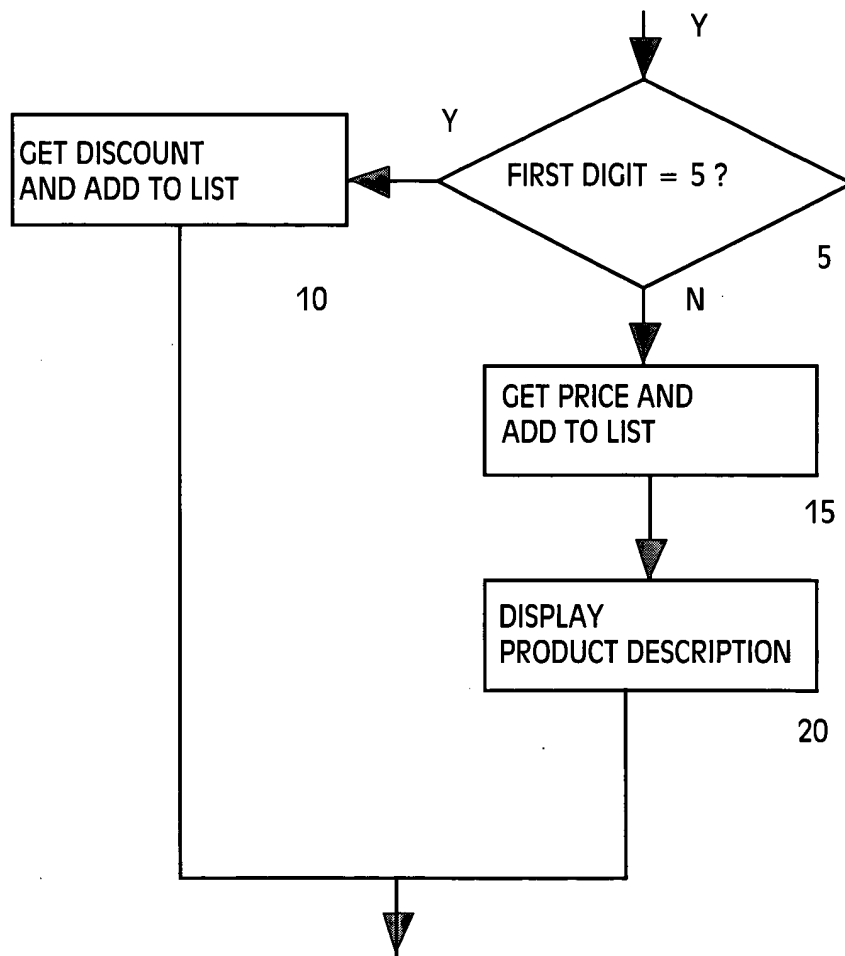 Y
Y
GET DISCOUNT
AND ADD TO LIST
FIRST DIGIT = 5 ?
5
10
N
GET PRICE AND
ADD TO LIST
15
DISPLAY
PRODUCT DESCRIPTION
20